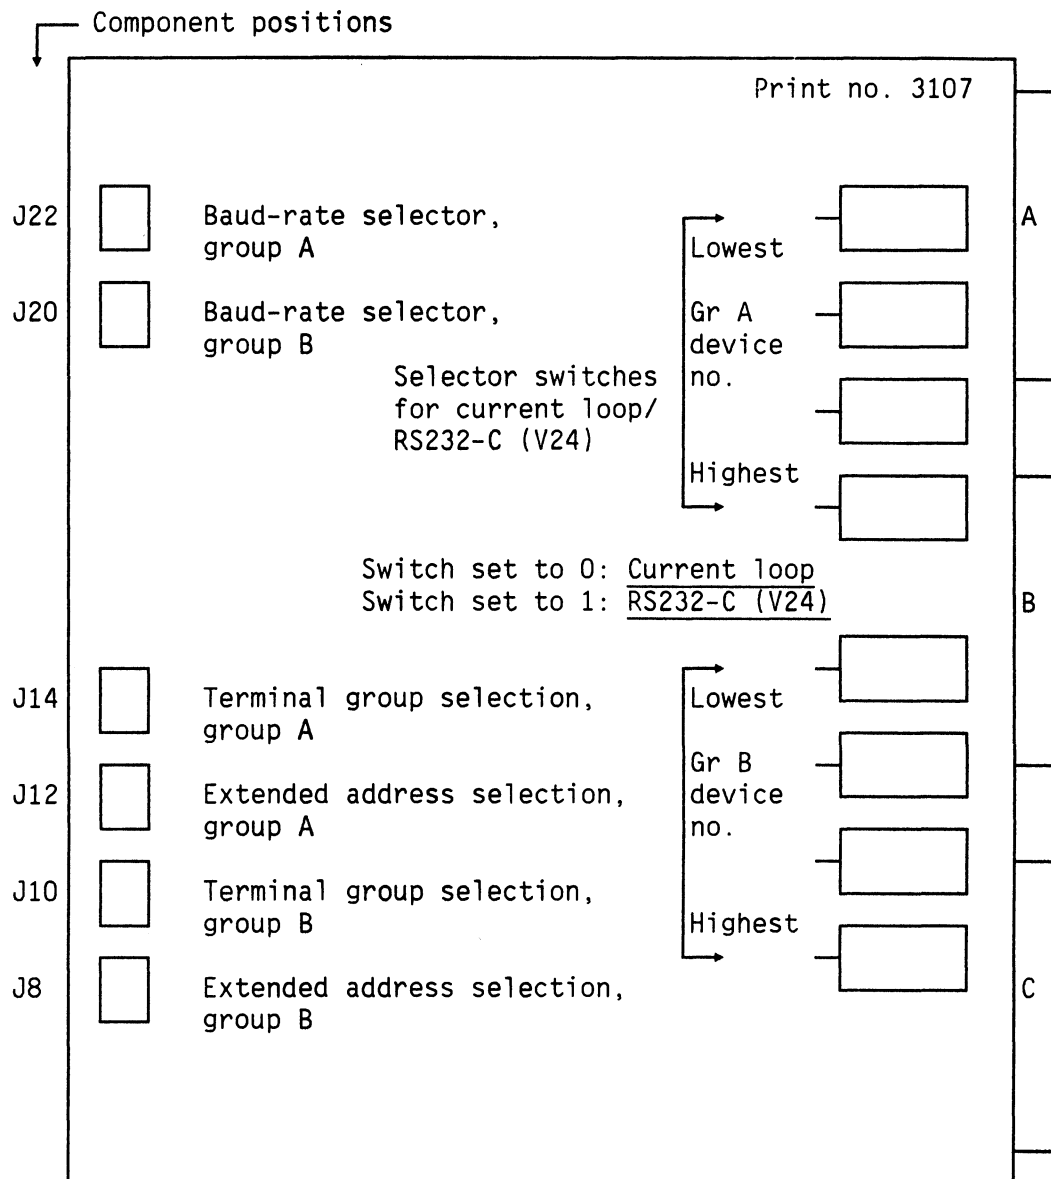 Component positions
Print no. 3107
J22
Baud-rate selector,
group A
Lowest
A
J20
Baud-rate selector,
group B
Gr A
device
no.
Selector switches
for current loop/
RS232-C (V24)
Highest
Switch set to 0: Current loop
Switch set to 1: RS232-C (V24)
B
J14
Terminal group selection,
group A
Lowest
J12
Extended address selection,
group A
Gr B
device
no.
J10
Terminal group selection,
group B
Highest
J8
Extended address selection,
group B
C